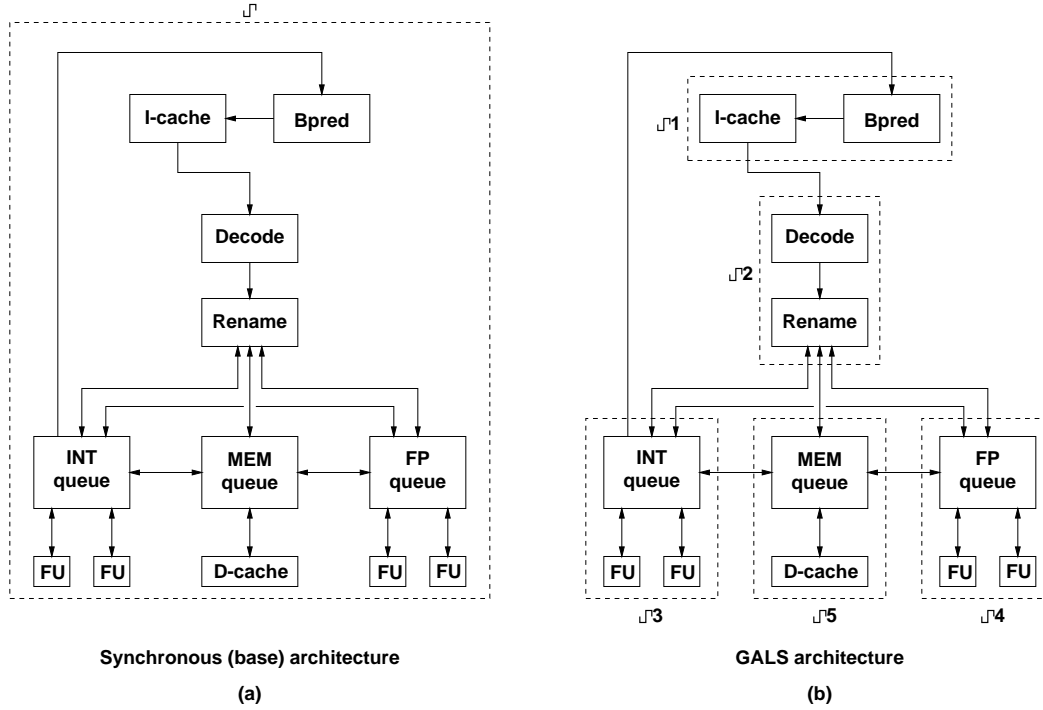 I-cache
Bpred
Decode
Rename
INT
queue
MEM
queue
FP
queue
FU
FU
D-cache
FU
FU
Synchronous (base) architecture
(a)
1
I-cache
Bpred
2
Decode
Rename
INT
queue
MEM
queue
FP
queue
FU
FU
D-cache
FU
FU
3
5
4
GALS architecture
(b)